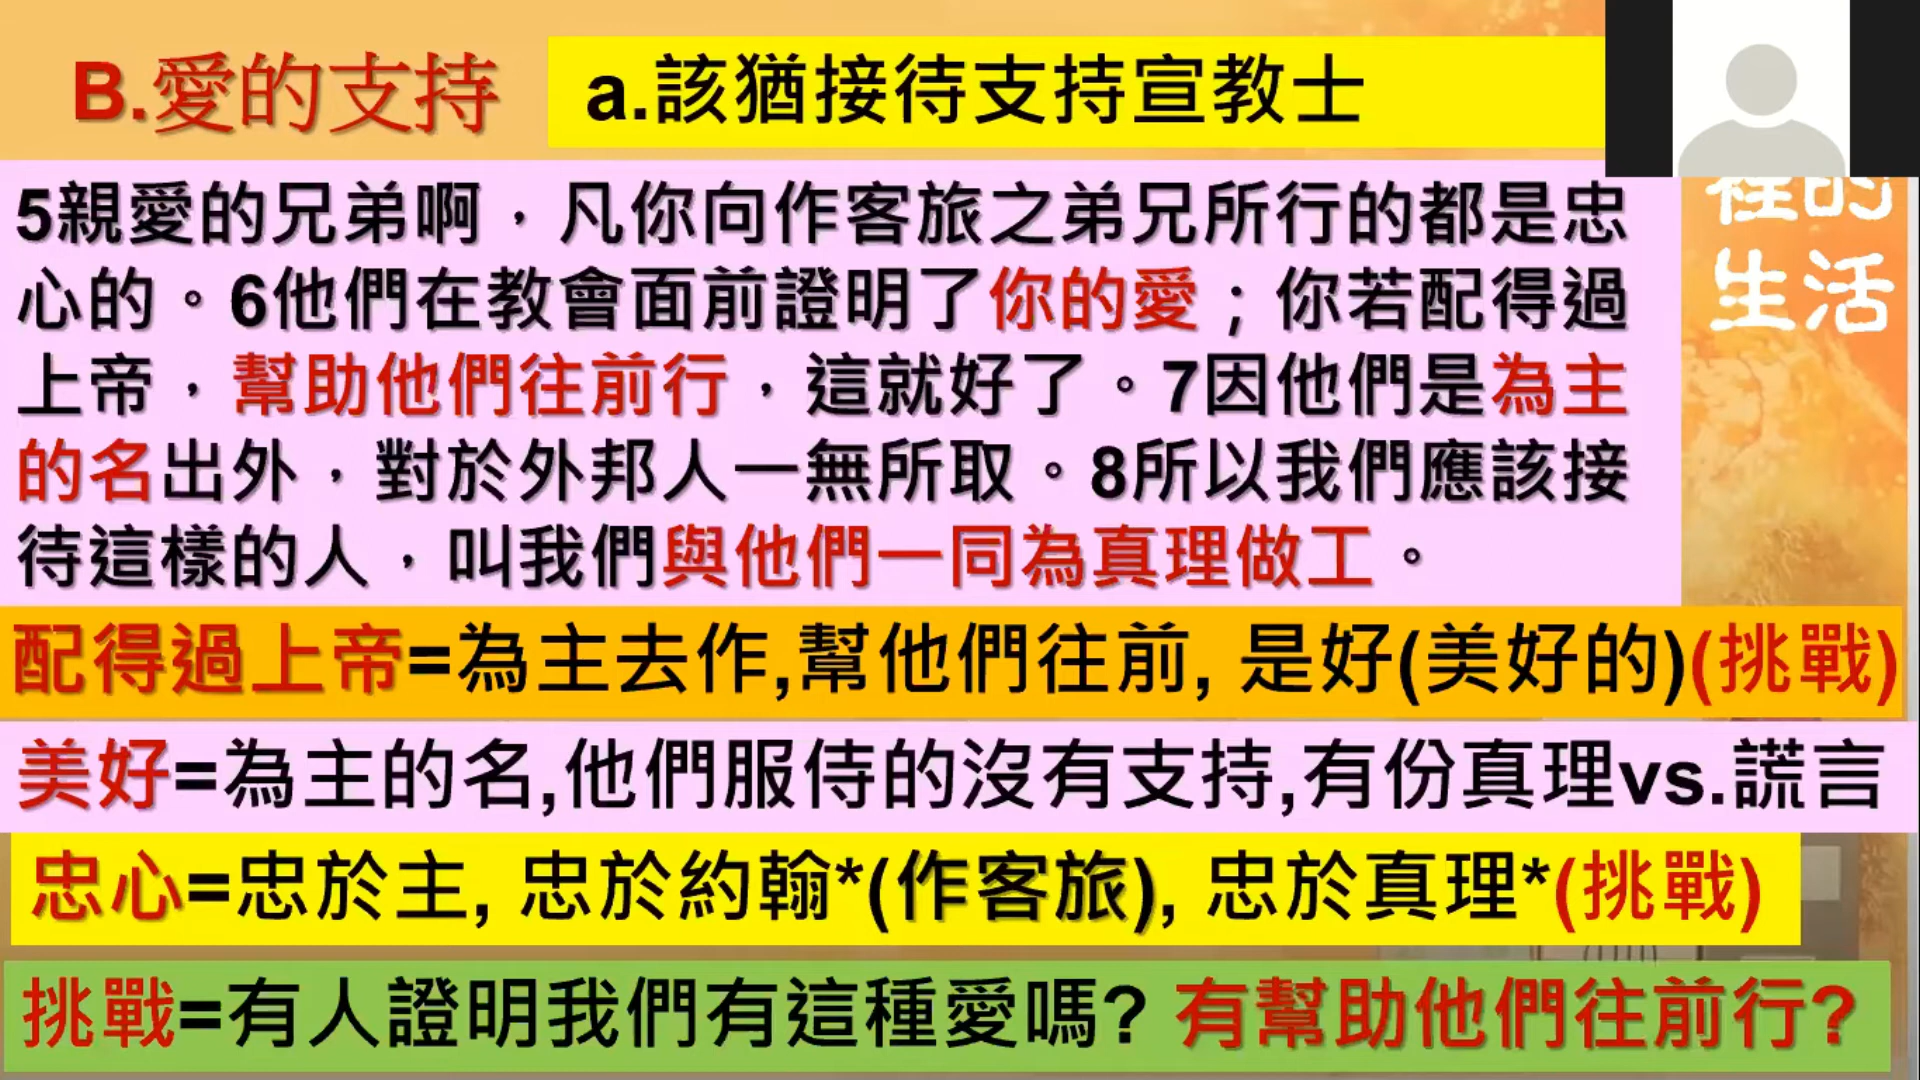 B.愛的支持
a.該猶接待支持宣教士
裡的
生活
5親愛的兄弟啊，凡你向作客旅之弟兄所行的都是忠
心的。6他們在教會面前證明了你的愛；你若配得過
上帝，幫助他們往前行，這就好了。7因他們是為主
的名出外，對於外邦人一無所取。8所以我們應該接
待這樣的人，叫我們與他們一同為真理做工。
配得過上帝=為主去作,幫他們往前, 是好(美好的)(挑戰)
美好=為主的名,他們服侍的沒有支持,有份真理vs.謊言
忠心=忠於主, 忠於約翰*(作客旅), 忠於真理*(挑戰)
挑戰=有人證明我們有這種愛嗎? 有幫助他們往前行?